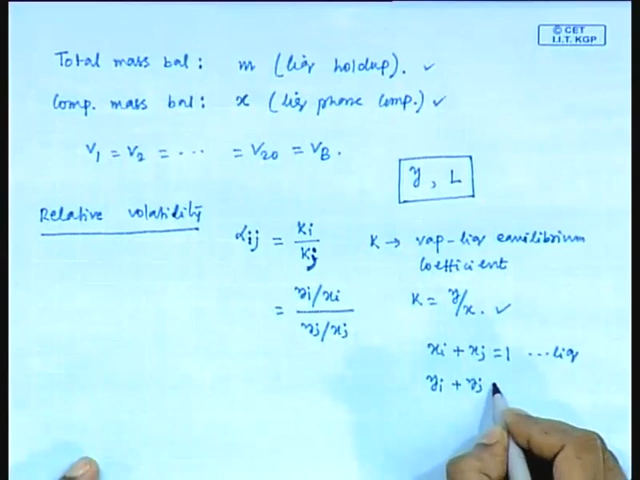 © CET
I.I.T. KGP
Total mass bal : m (liq holdup). ✓
Comp. mass bal : x (liq phase comp.) ✓
V1 = V2 = ··· = V20 = VB.
y, L
Relative volatility
αij = Ki / Kj
K → vap-liq equilibrium
coefficient
= yi/xi / yj/xj
K = y/x. ✓
xi + xj = 1 ... liq
yi + yj